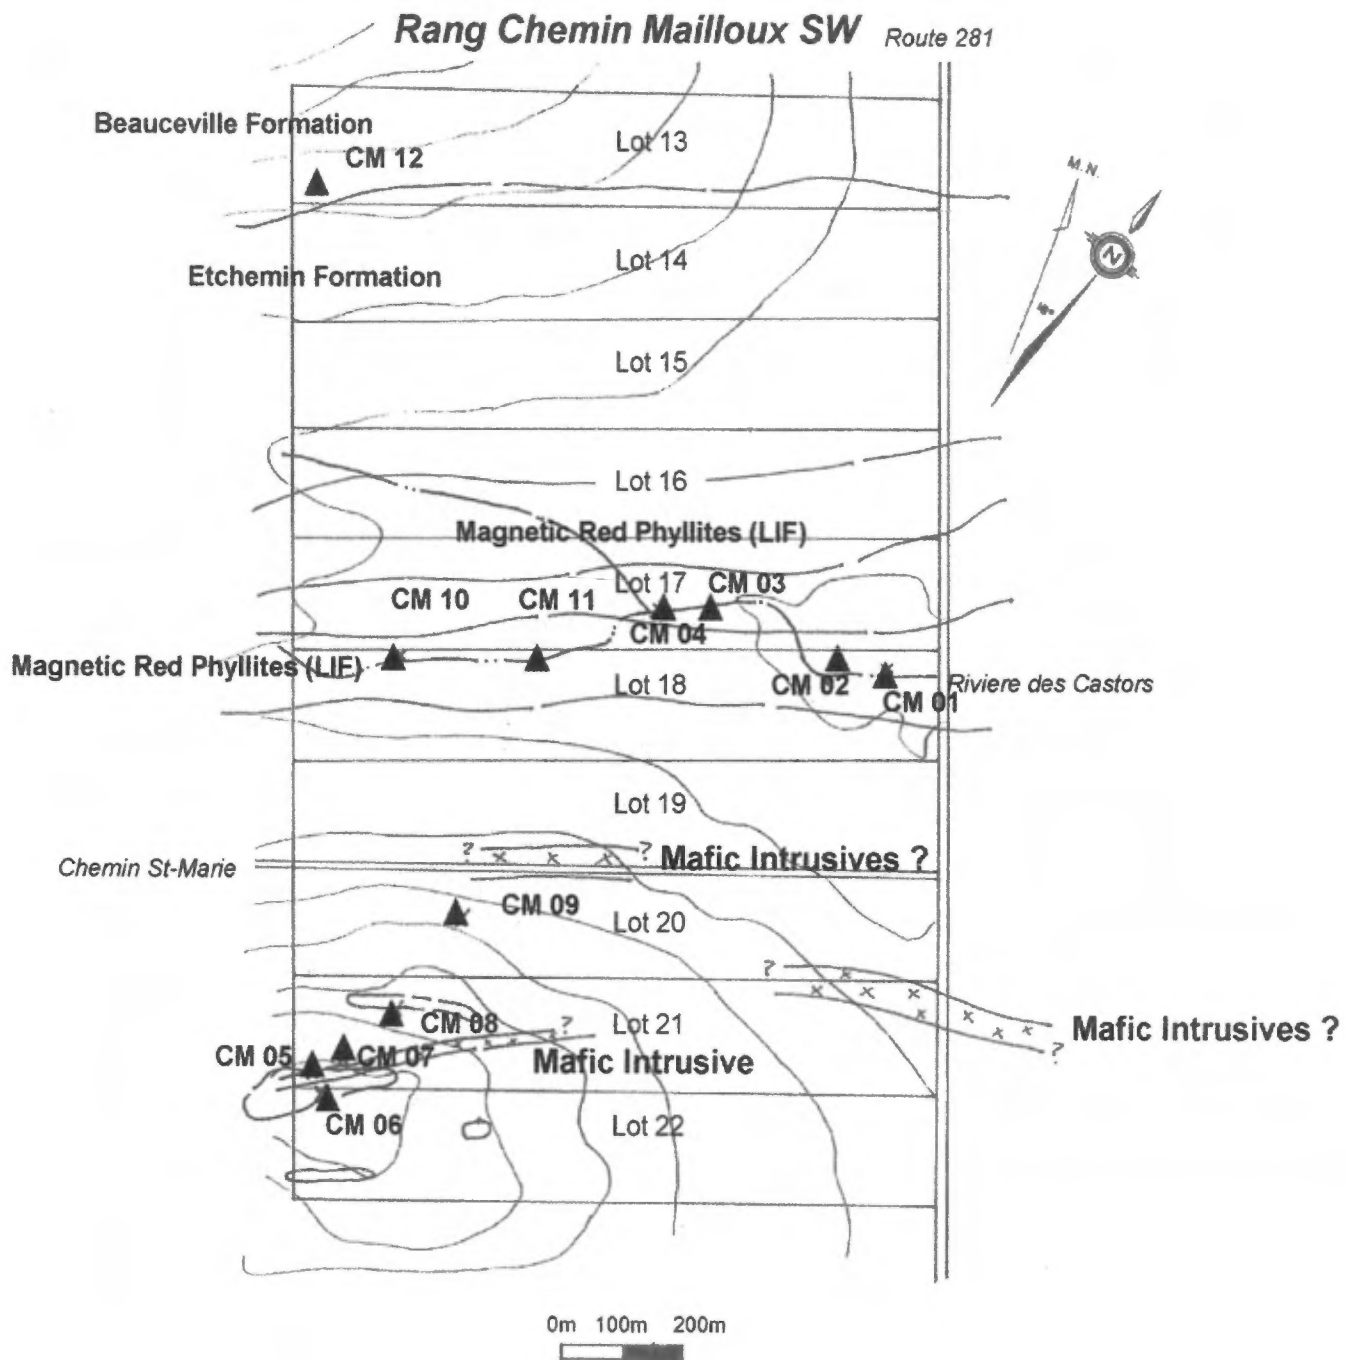 Rang Chemin Mailloux SW
Route 281
Beauceville Formation
CM 12
Lot 13
M.N.
N
Etchemin Formation
Lot 14
Lot 15
Lot 16
Magnetic Red Phyllites (LIF)
Lot 17
CM 03
CM 10
CM 11
CM 04
Magnetic Red Phyllites (LIF)
Lot 18
CM 02
CM 01
Riviere des Castors
Lot 19
? ?
Mafic Intrusives ?
Chemin St-Marie
CM 09
Lot 20
?
CM 08
?
Lot 21
Mafic Intrusives ?
?
CM 05
CM 07
Mafic Intrusive
CM 06
Lot 22
0m 100m 200m